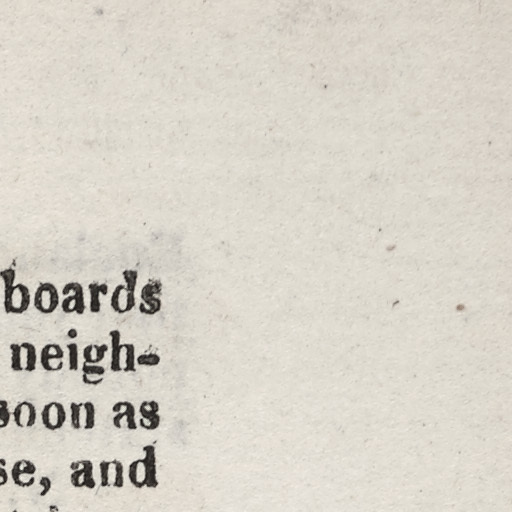 boards
neigh-
soon as
se, and